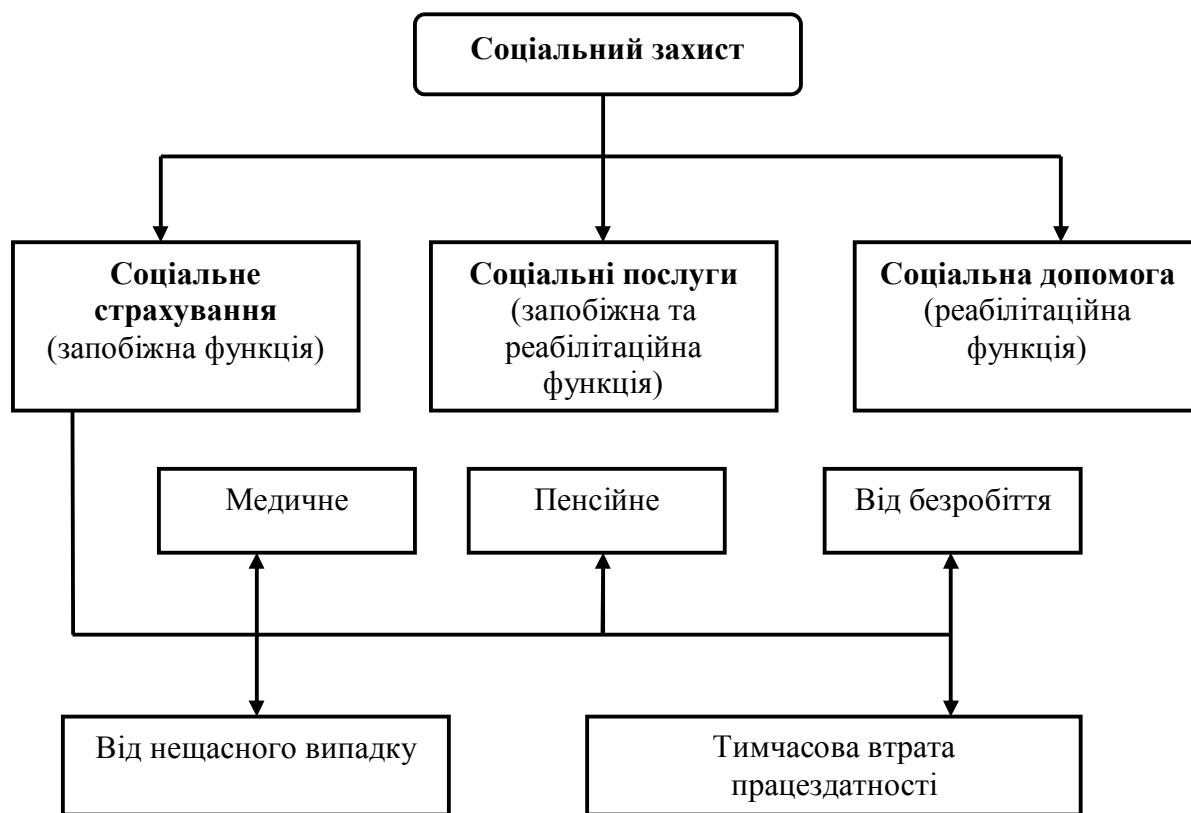 Соціальний захист
Соціальне
страхування
(запобіжна функція)
Соціальні послуги
(запобіжна та
реабілітаційна
функція)
Соціальна допомога
(реабілітаційна
функція)
Медичне
Пенсійне
Від безробіття
Від нещасного випадку
Тимчасова втрата
працездатності